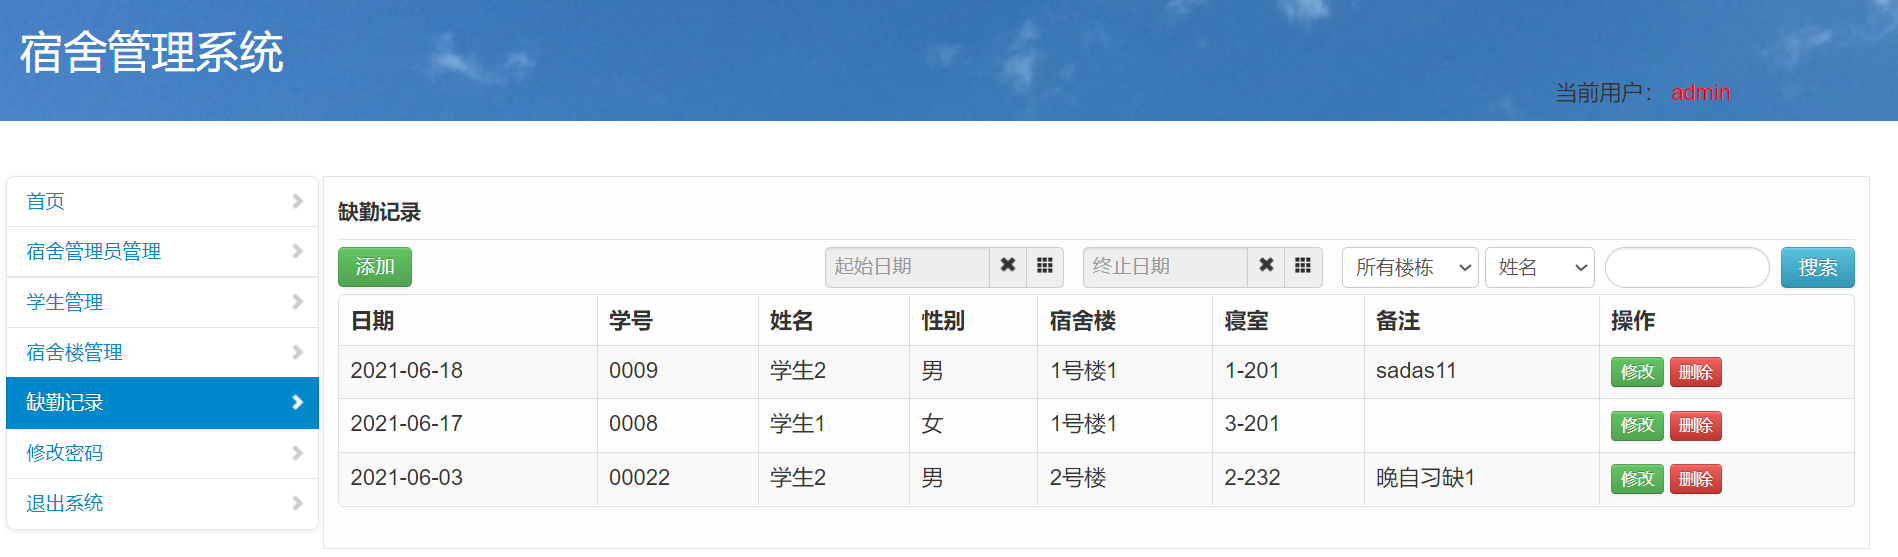 宿舍管理系统
当前用户： admin
首页
宿舍管理员管理
学生管理
宿舍楼管理
缺勤记录
修改密码
退出系统
缺勤记录
添加 起始日期 终止日期 所有楼栋 姓名 搜索
日期 学号 姓名 性别 宿舍楼 寝室 备注 操作
2021-06-18 0009 学生2 男 1号楼1 1-201 sadas11 修改 删除
2021-06-17 0008 学生1 女 1号楼1 3-201 修改 删除
2021-06-03 00022 学生2 男 2号楼 2-232 晚自习缺1 修改 删除